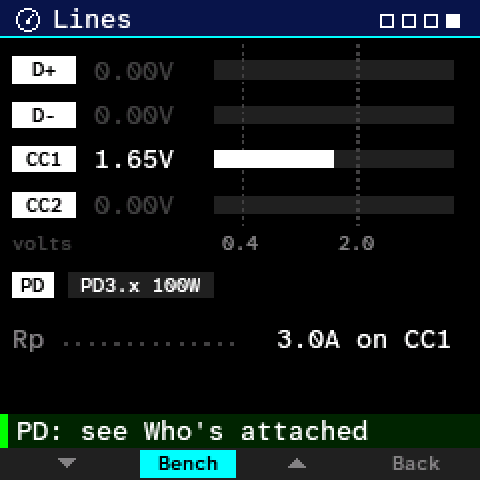 Lines
D+ 0.00V
D- 0.00V
CC1 1.65V
CC2 0.00V
volts 0.4 2.0
PD PD3.x 100W
Rp .............. 3.0A on CC1
PD: see Who's attached
Bench Back